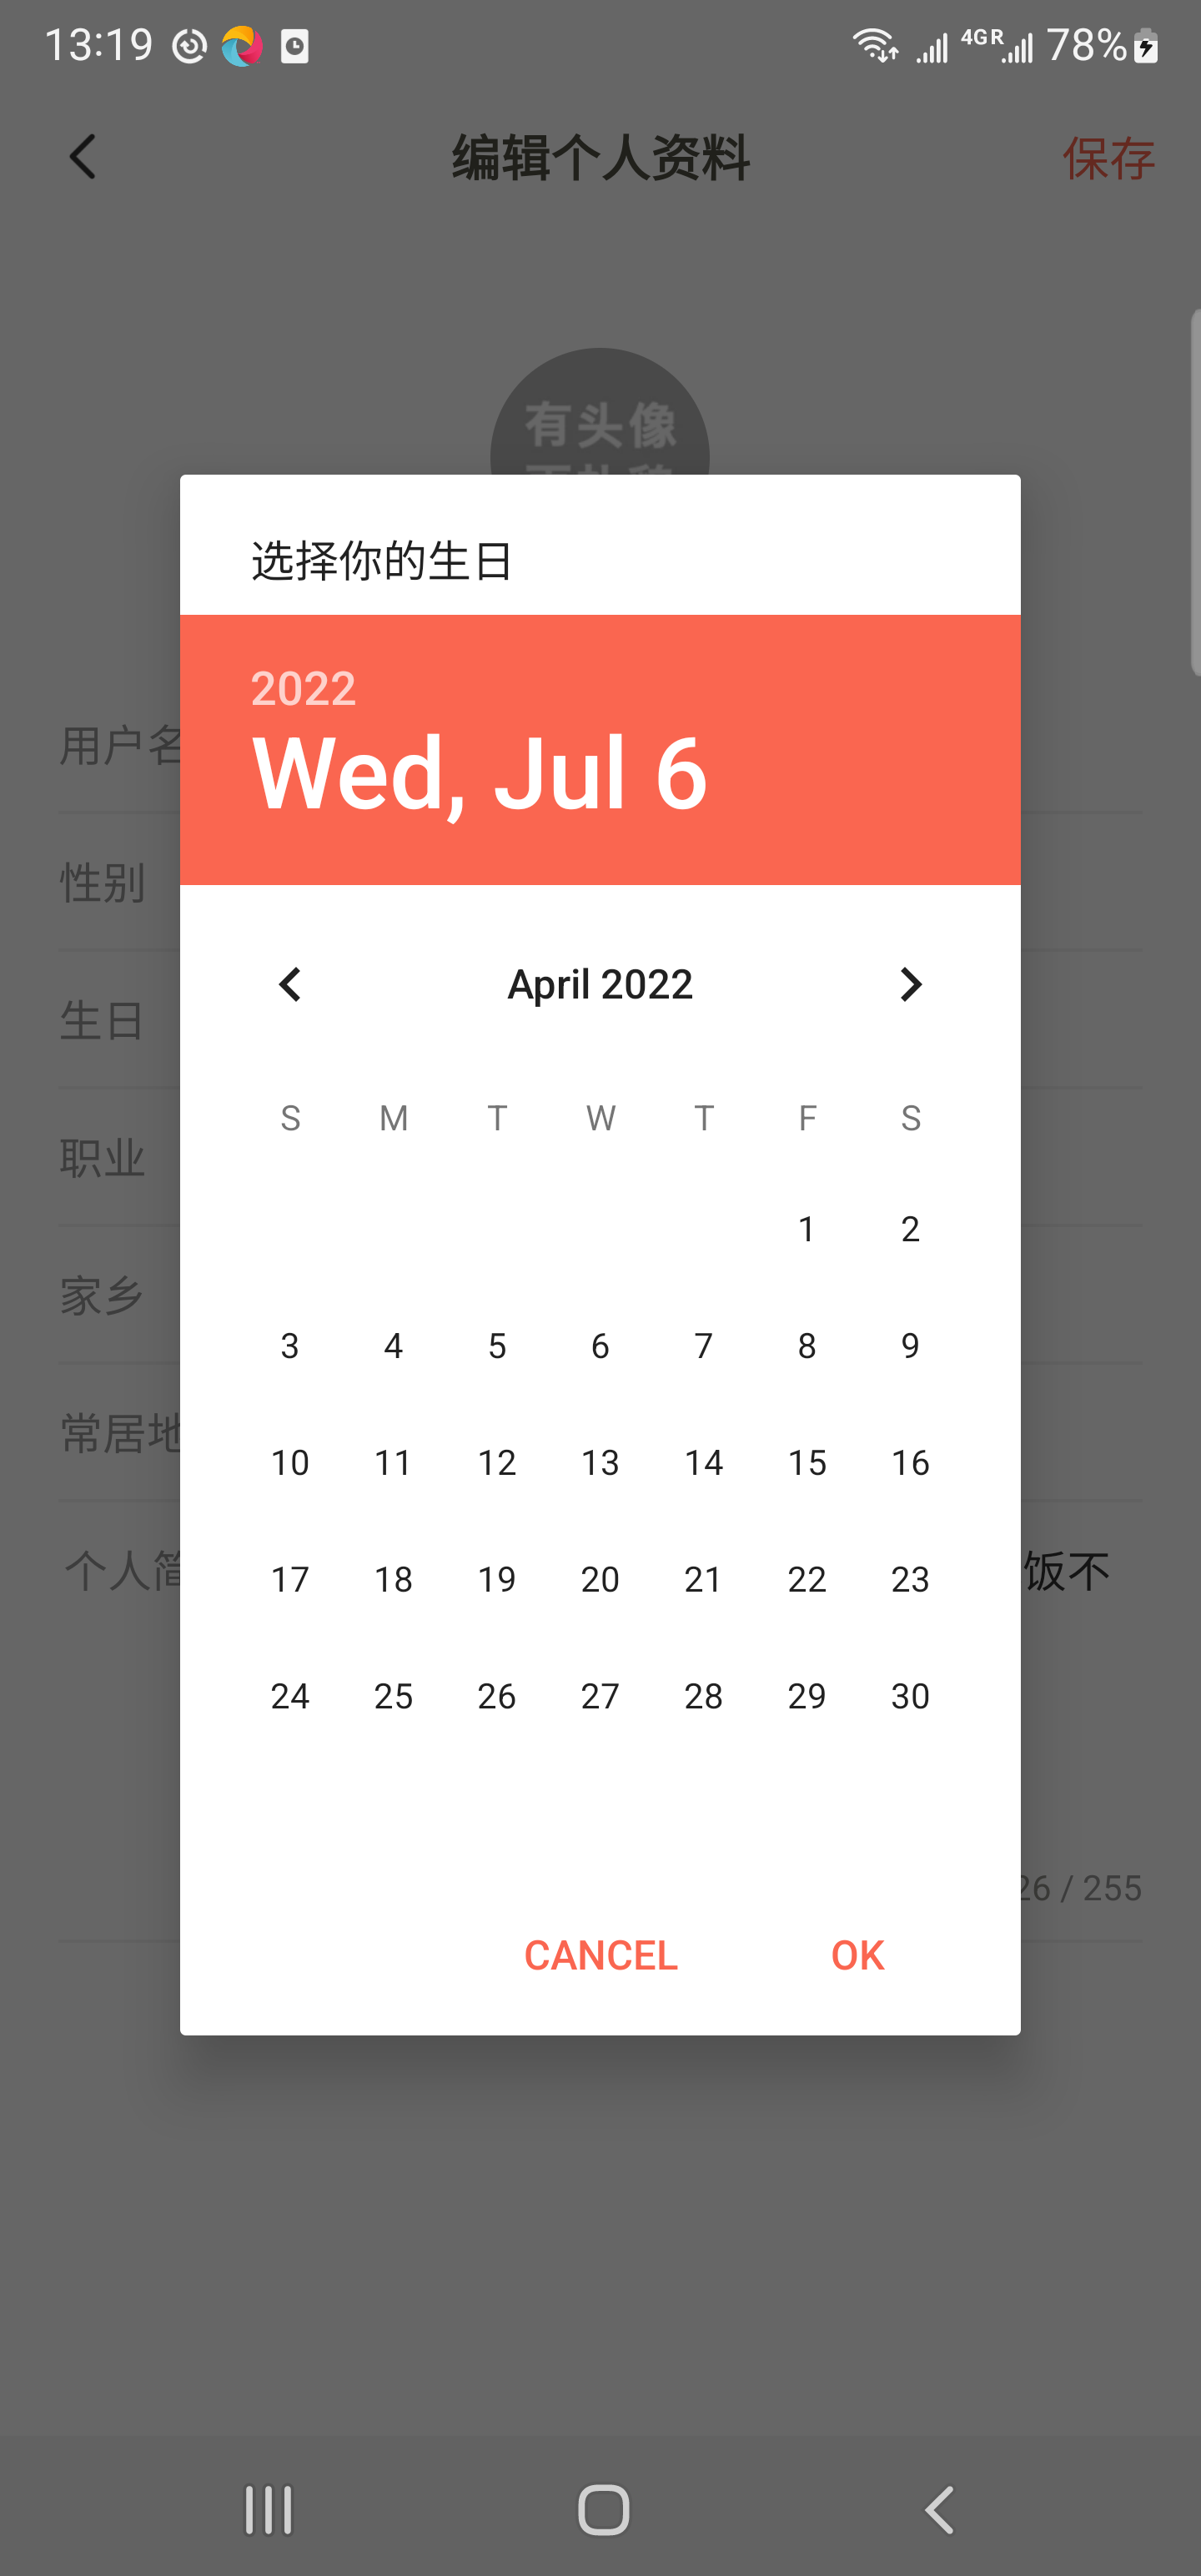 13:19 4G R 78%
编辑个人资料 保存
有头像
选择你的生日
2022
Wed, Jul 6
用户名
性别
生日
职业
家乡
常居地
个人简 饭不
April 2022
S M T W T F S
1 2
3 4 5 6 7 8 9
10 11 12 13 14 15 16
17 18 19 20 21 22 23
24 25 26 27 28 29 30
26 / 255
CANCEL OK